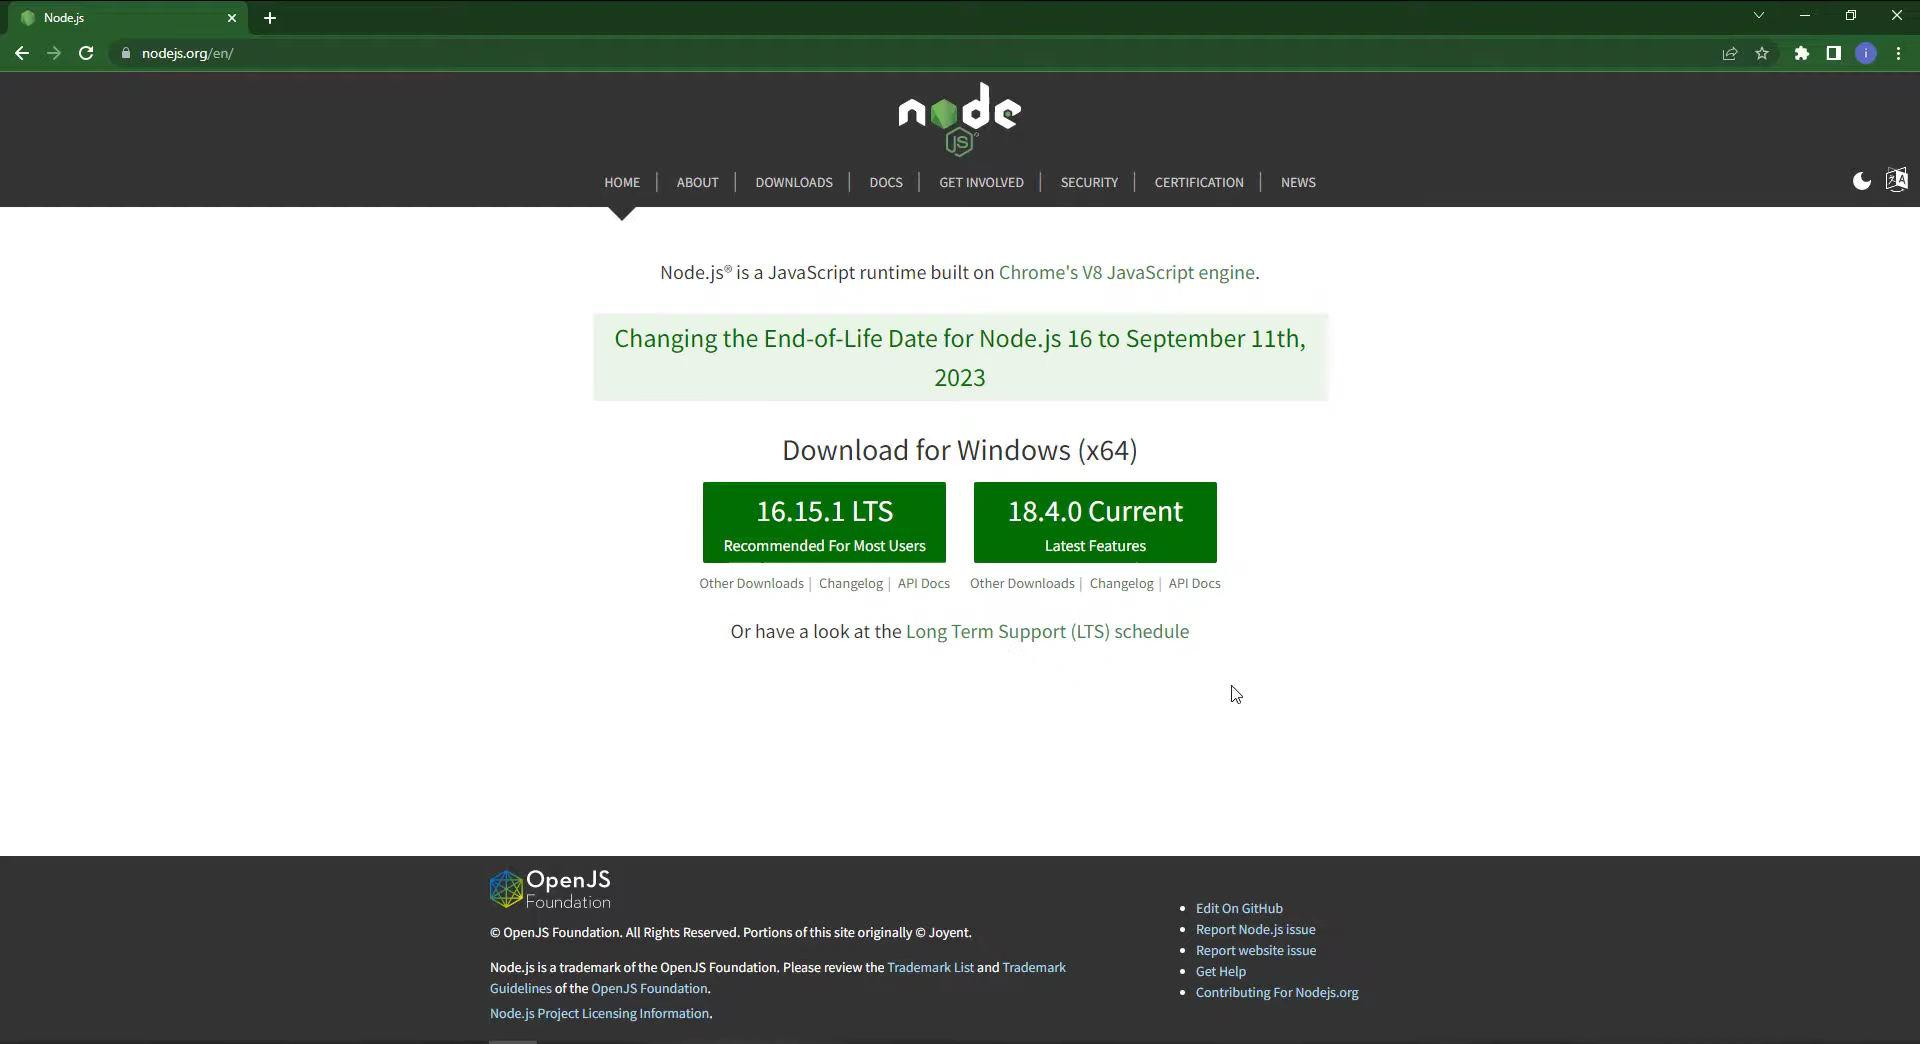 Node.js
nodejs.org/en/
i
node
JS
HOME | ABOUT | DOWNLOADS | DOCS | GET INVOLVED | SECURITY | CERTIFICATION | NEWS
Node.js® is a JavaScript runtime built on Chrome's V8 JavaScript engine.
Changing the End-of-Life Date for Node.js 16 to September 11th,
2023
Download for Windows (x64)
16.15.1 LTS
Recommended For Most Users
18.4.0 Current
Latest Features
Other Downloads | Changelog | API Docs
Other Downloads | Changelog | API Docs
Or have a look at the Long Term Support (LTS) schedule
OpenJS
Foundation
© OpenJS Foundation. All Rights Reserved. Portions of this site originally © Joyent.
Node.js is a trademark of the OpenJS Foundation. Please review the Trademark List and Trademark
Guidelines of the OpenJS Foundation.
Node.js Project Licensing Information.
Edit On GitHub
Report Node.js issue
Report website issue
Get Help
Contributing For Nodejs.org